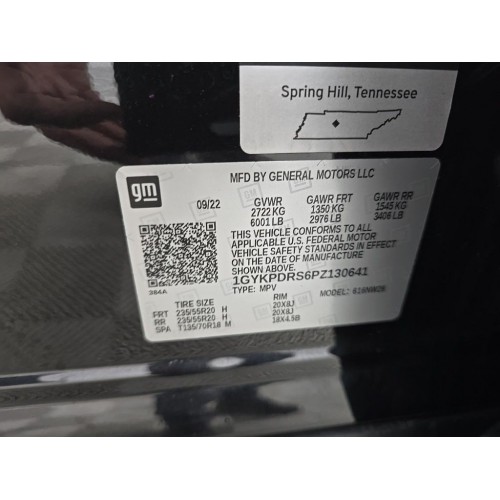 Spring Hill, Tennessee
gm
MFD BY GENERAL MOTORS LLC
09/22 GVWR GAWR FRT GAWR RR
2722 KG 1350 KG 1545 KG
6001 LB 2976 LB 3406 LB
THIS VEHICLE CONFORMS TO ALL
APPLICABLE U.S. FEDERAL MOTOR
VEHICLE SAFETY STANDARDS IN
EFFECT ON THE DATE OF MANUFACTURE
SHOWN ABOVE.
1GYKPDRS6PZ130641
TYPE: MPV MODEL:
384A
TIRE SIZE RIM
FRT 235/55R20 H 20X8J
RR 235/55R20 H 20X8J
SPA T135/70R18 M 18X4.5B